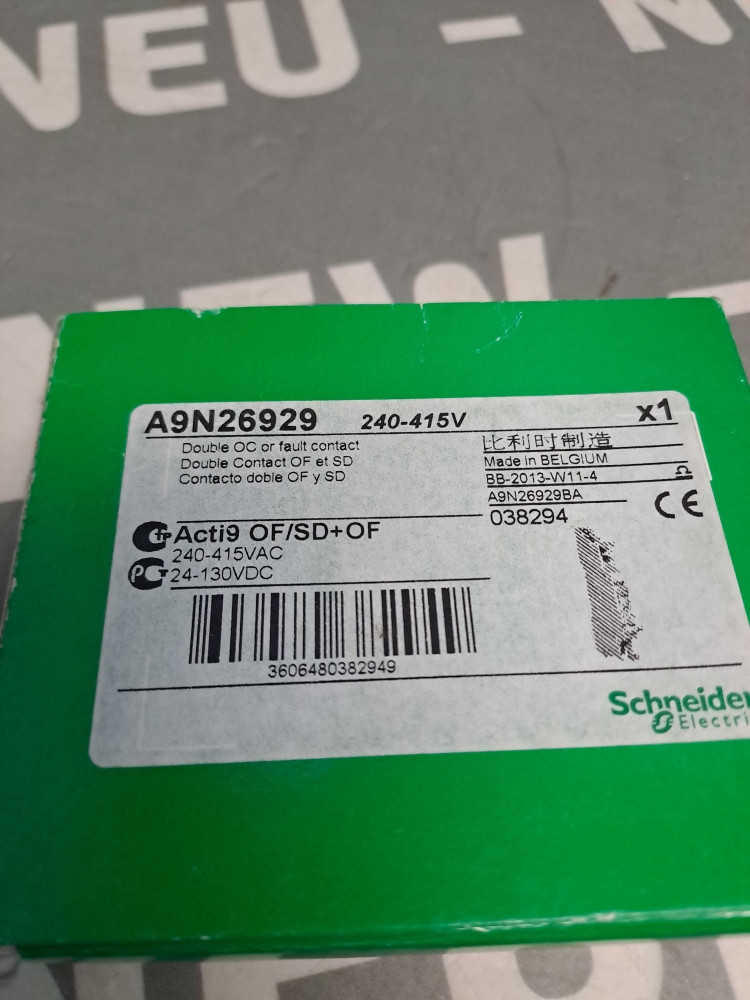 NEU - N
NEW -
A9N26929 240-415V x1
Double OC or fault contact
Double Contact OF et SD
Contacto doble OF y SD
比利时制造
Made in BELGIUM
BB-2013-W11-4
A9N26929BA
038294
CE
Acti9 OF/SD+OF
240-415VAC
24-130VDC
3606480382949
Schneider
Electri